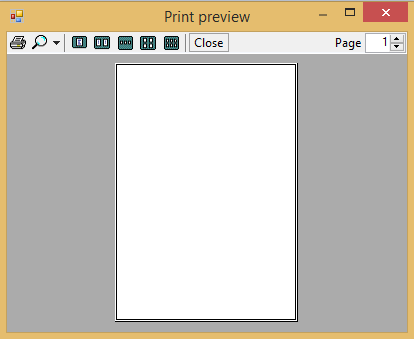 Print preview
Close
Page 1